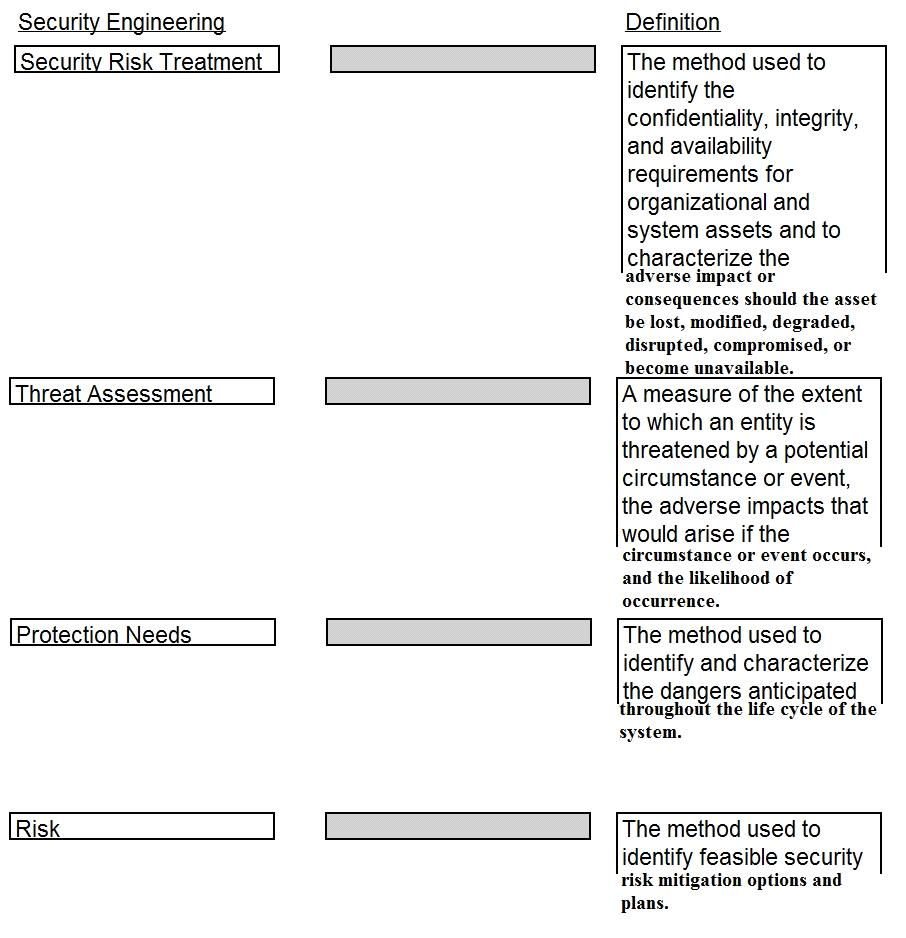 Security Engineering
Definition
Security Risk Treatment
The method used to
identify the
confidentiality, integrity,
and availability
requirements for
organizational and
system assets and to
characterize the
adverse impact or
consequences should the asset
be lost, modified, degraded,
disrupted, compromised, or
become unavailable.
Threat Assessment
A measure of the extent
to which an entity is
threatened by a potential
circumstance or event,
the adverse impacts that
would arise if the
circumstance or event occurs,
and the likelihood of
occurrence.
Protection Needs
The method used to
identify and characterize
the dangers anticipated
throughout the life cycle of the
system.
Risk
The method used to
identify feasible security
risk mitigation options and
plans.